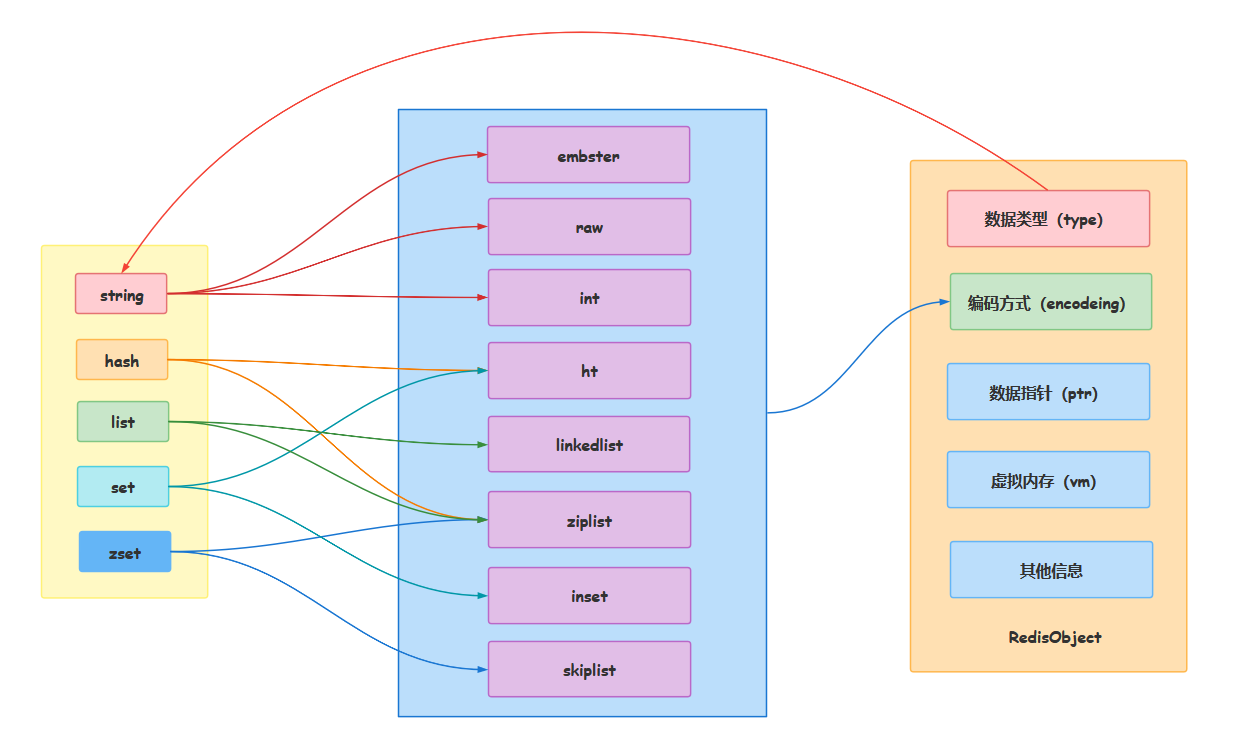 string
hash
list
set
zset
embster
raw
int
ht
linkedlist
ziplist
inset
skiplist
数据类型（type）
编码方式（encodeing）
数据指针（ptr）
虚拟内存（vm）
其他信息
RedisObject